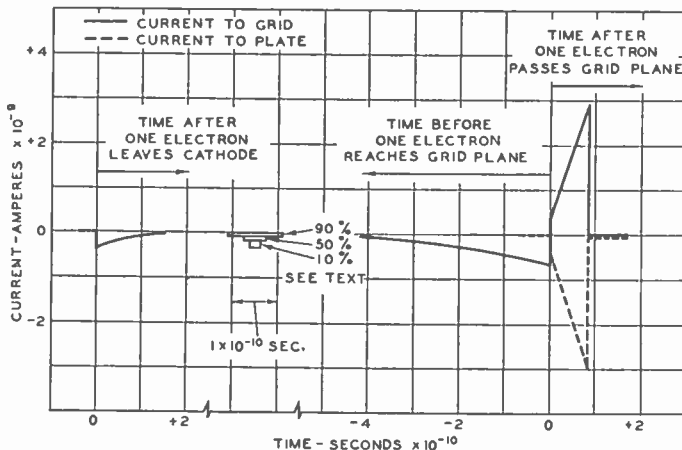 CURRENT TO GRID
CURRENT TO PLATE
TIME AFTER
ONE ELECTRON
PASSES GRID PLANE
TIME AFTER
ONE ELECTRON
LEAVES CATHODE
TIME BEFORE
ONE ELECTRON
REACHES GRID PLANE
90 %
50 %
10 %
SEE TEXT
1 x 10-10 SEC.
+4
+2
0
-2
CURRENT-AMPERES x10-9
0
+2
-4
-2
0
+2
TIME - SECONDS x10-10